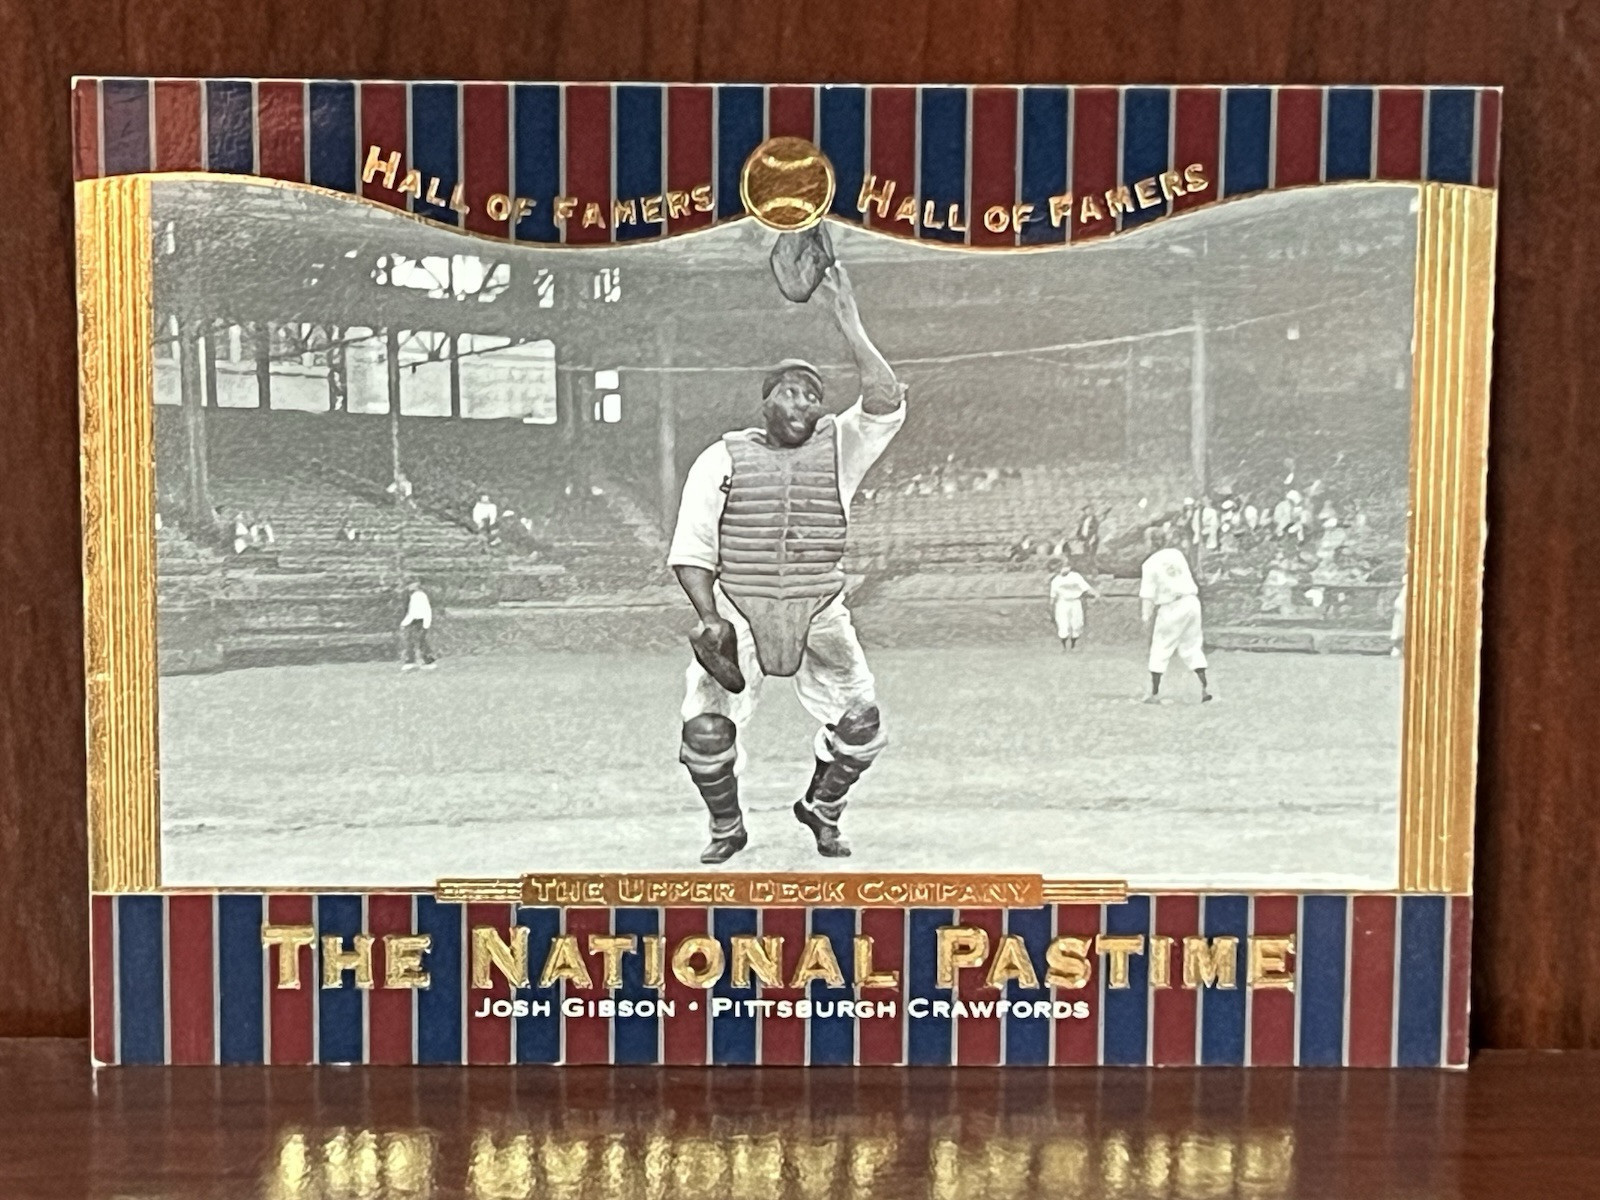 HALL OF FAMERS HALL OF FAMERS
THE UPPER DECK COMPANY
THE NATIONAL PASTIME
JOSH GIBSON • PITTSBURGH CRAWFORDS